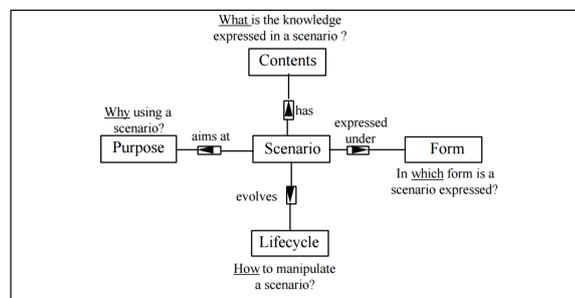 What is the knowledge
expressed in a scenario ?
Contents
has
Why using a
scenario?
Purpose
aims at
Scenario
expressed
under
Form
In which form is a
scenario expressed?
evolves
Lifecycle
How to manipulate
a scenario?